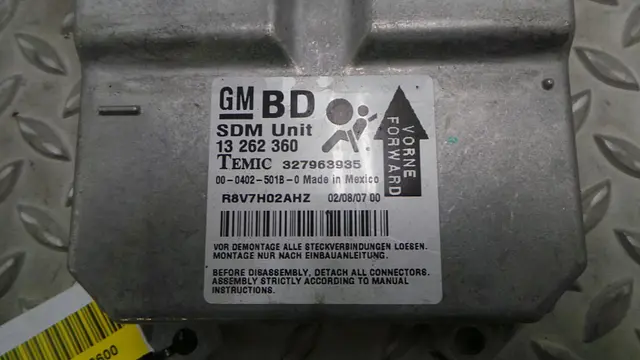 GM BD
SDM Unit
13 262 360
TEMIC 327963935
00-0402-501B-0 Made in Mexico
R8V7H02AHZ 02/08/07 00
VORNE
FORWARD
VOR DEMONTAGE ALLE STECKVERBINDUNGEN LOESEN.
MONTAGE NUR NACH EINBAUANLEITUNG.
BEFORE DISASSEMBLY, DETACH ALL CONNECTORS.
ASSEMBLY STRICTLY ACCORDING TO MANUAL
INSTRUCTIONS.